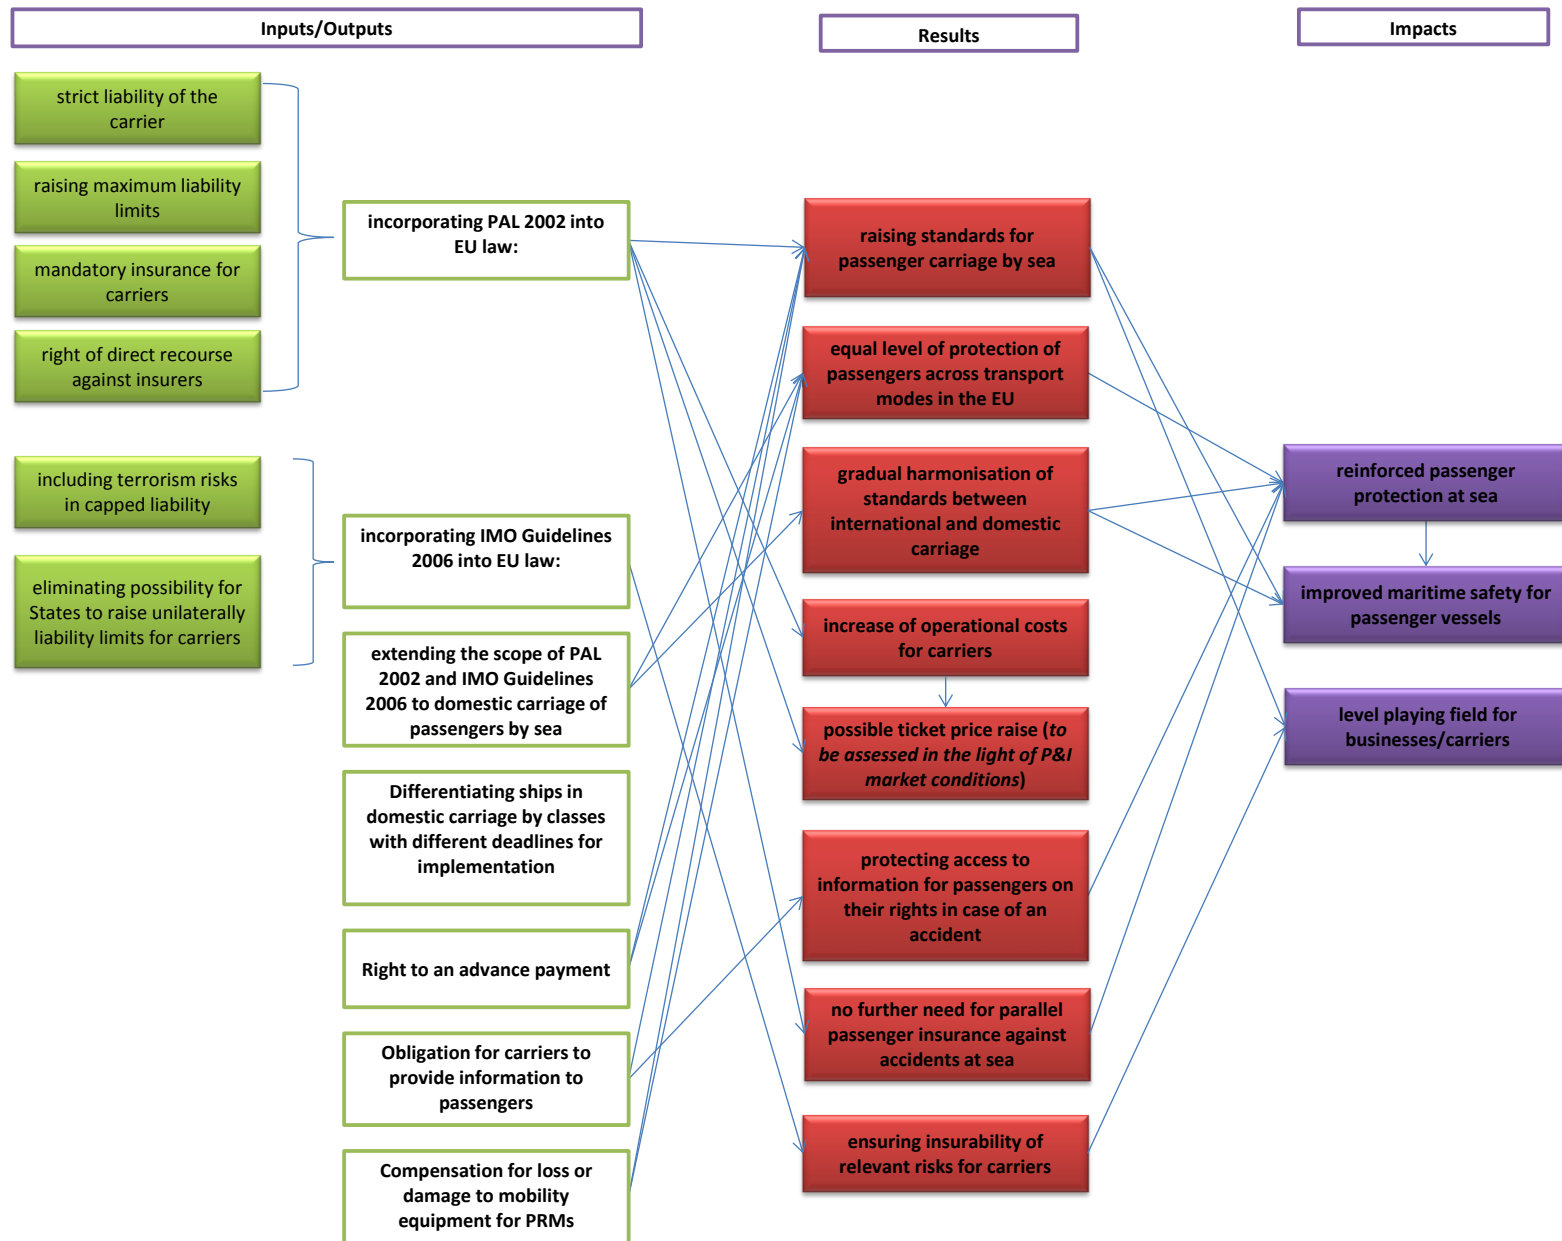 Inputs/Outputs
Results
Impacts
strict liability of the
carrier
raising maximum liability
limits
mandatory insurance for
carriers
right of direct recourse
against insurers
including terrorism risks
in capped liability
eliminating possibility for
States to raise unilaterally
liability limits for carriers
incorporating PAL 2002 into
EU law:
incorporating IMO Guidelines
2006 into EU law:
extending the scope of PAL
2002 and IMO Guidelines
2006 to domestic carriage of
passengers by sea
Differentiating ships in
domestic carriage by classes
with different deadlines for
implementation
Right to an advance payment
Obligation for carriers to
provide information to
passengers
Compensation for loss or
damage to mobility
equipment for PRMs
raising standards for
passenger carriage by sea
equal level of protection of
passengers across transport
modes in the EU
gradual harmonisation of
standards between
international and domestic
carriage
increase of operational costs
for carriers
possible ticket price raise (to
be assessed in the light of P&I
market conditions)
protecting access to
information for passengers on
their rights in case of an
accident
no further need for parallel
passenger insurance against
accidents at sea
ensuring insurability of
relevant risks for carriers
reinforced passenger
protection at sea
improved maritime safety for
passenger vessels
level playing field for
businesses/carriers